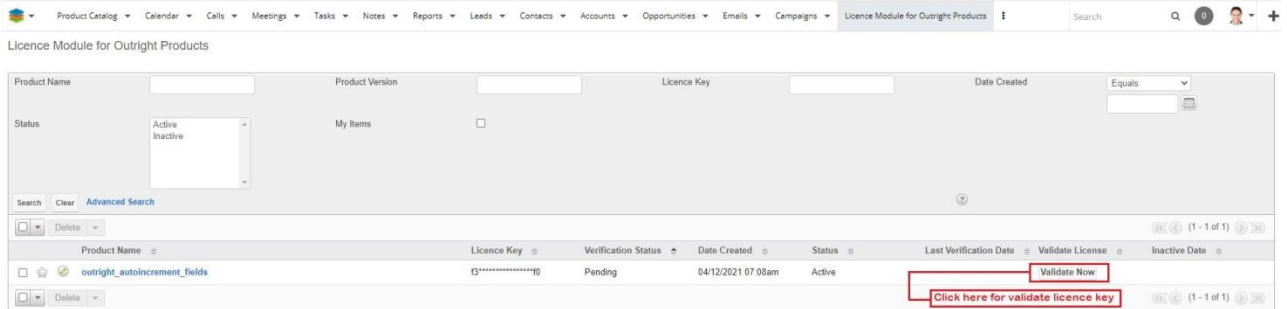 Product Catalog Calendar Calls Meetings Tasks Notes Reports Leads Contacts Accounts Opportunities Emails Campaigns Licence Module for Outright Products Search 0
Licence Module for Outright Products
Product Name Product Version Licence Key Date Created Equals
Status Active My Items
Inactive
Search Clear Advanced Search ?
Delete (1 - 1 of 1)
Product Name Licence Key Verification Status Date Created Status Last Verification Date Validate License Inactive Date
outright_autoincrement_fields f3****************f0 Pending 04/12/2021 07:08am Active Validate Now
Delete Click here for validate licence key (1 - 1 of 1)